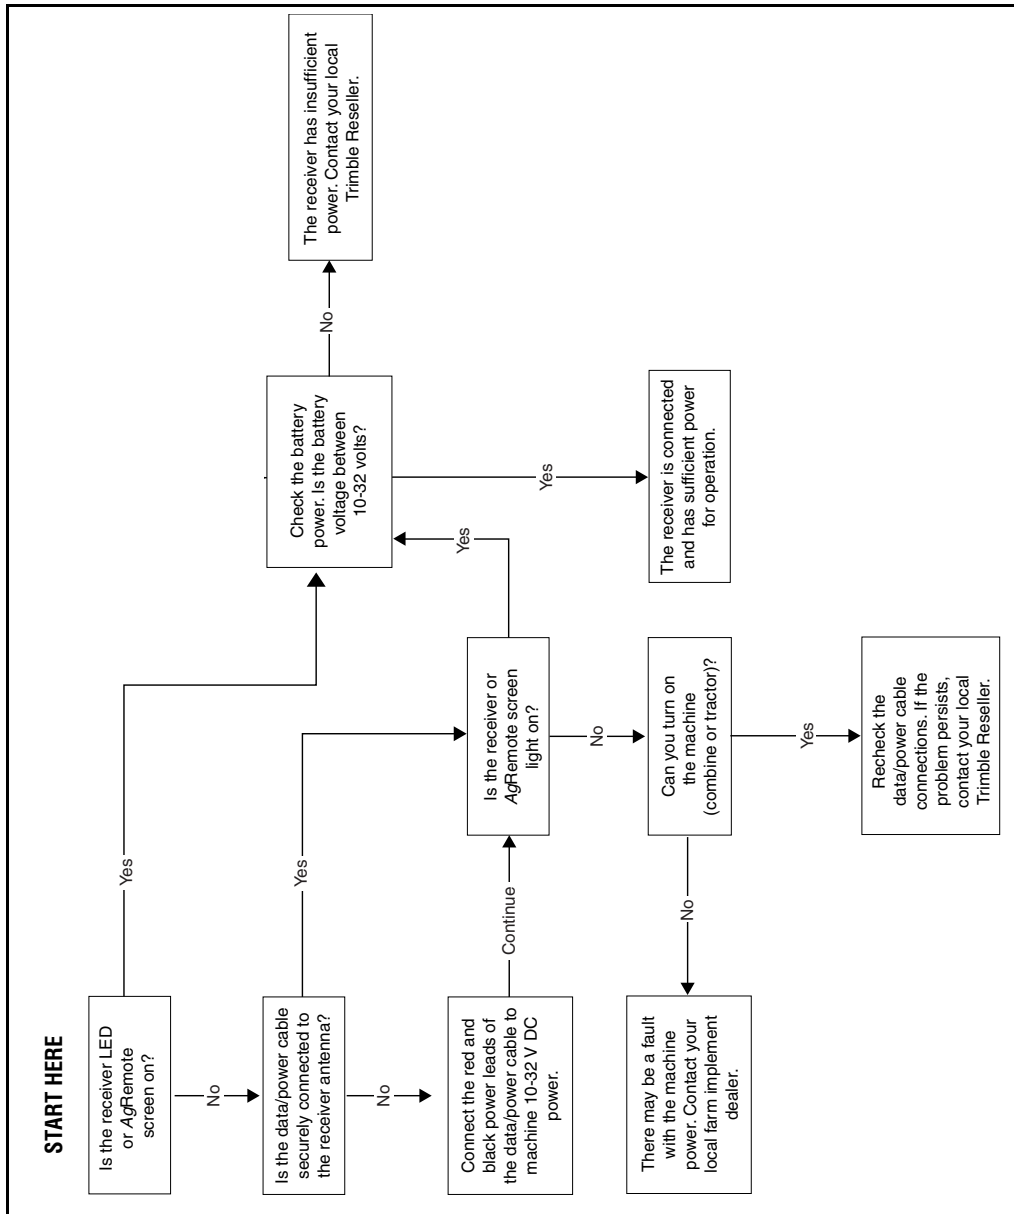 START HERE
Is the receiver LED
or AgRemote
screen on?
Yes
No
Is the data/power cable
securely connected to
the receiver antenna?
Yes
No
Connect the red and
black power leads of
the data/power cable to
machine 10-32 V DC
power.
Continue
Is the receiver or
AgRemote screen
light on?
Yes
No
Check the battery
power. Is the battery
voltage between
10-32 volts?
No
The receiver has insufficient
power. Contact your local
Trimble Reseller.
Yes
The receiver is connected
and has sufficient power
for operation.
Can you turn on
the machine
(combine or tractor)?
No
There may be a fault
with the machine
power. Contact your
local farm implement
dealer.
Yes
Recheck the
data/power cable
connections. If the
problem persists,
contact your local
Trimble Reseller.